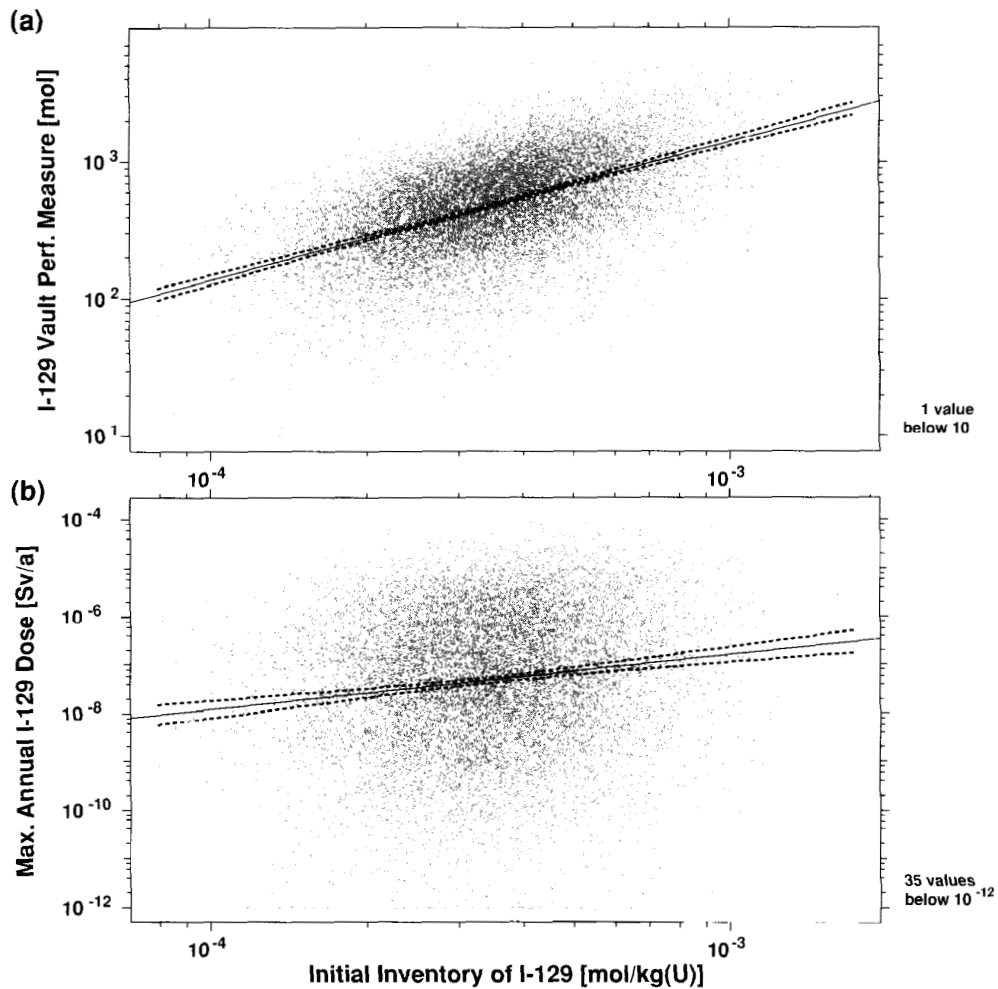 (a)
I-129 Vault Perf. Measure [mol]
10³
10²
10¹
1 value
below 10
10⁻⁴
10⁻³
(b)
Max. Annual I-129 Dose [Sv/a]
10⁻⁴
10⁻⁶
10⁻⁸
10⁻¹⁰
10⁻¹²
35 values
below 10⁻¹²
10⁻⁴
10⁻³
Initial Inventory of I-129 [mol/kg(U)]